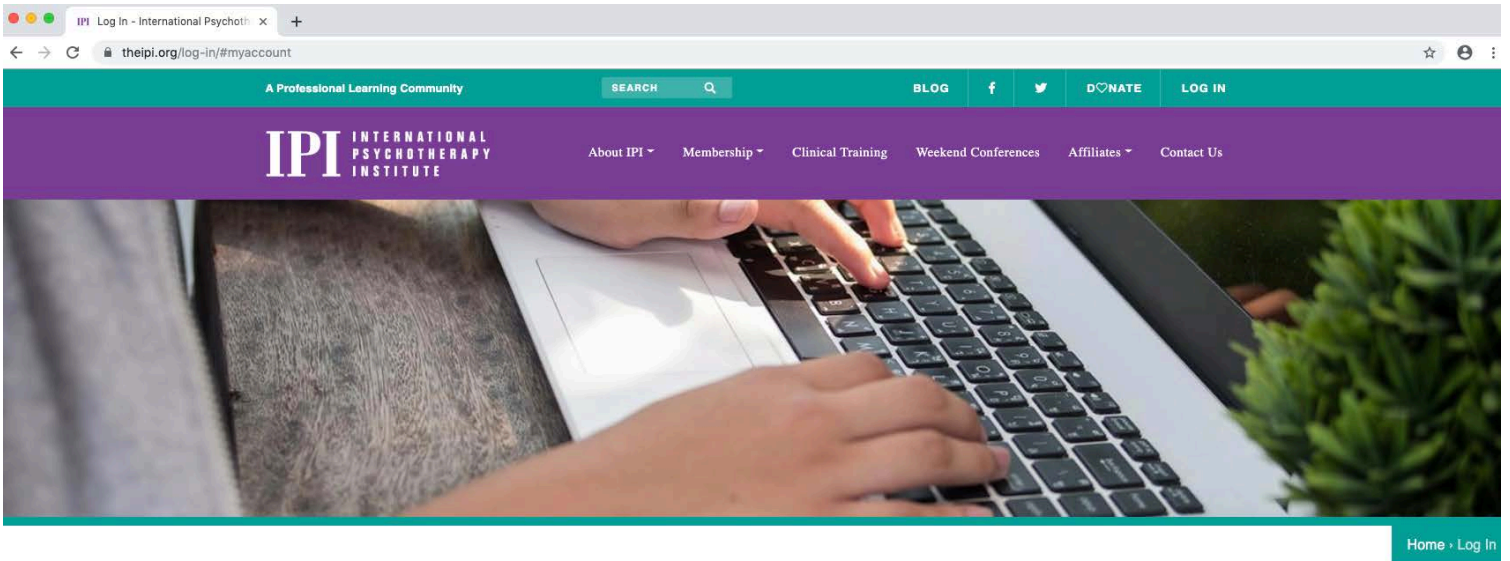 IPI Log In - International Psychoth
theipi.org/log-in/#myaccount
A Professional Learning Community
SEARCH
BLOG
D♡NATE
LOG IN
IPI INTERNATIONAL
PSYCHOTHERAPY
INSTITUTE
About IPI
Membership
Clinical Training
Weekend Conferences
Affiliates
Contact Us
Home › Log In